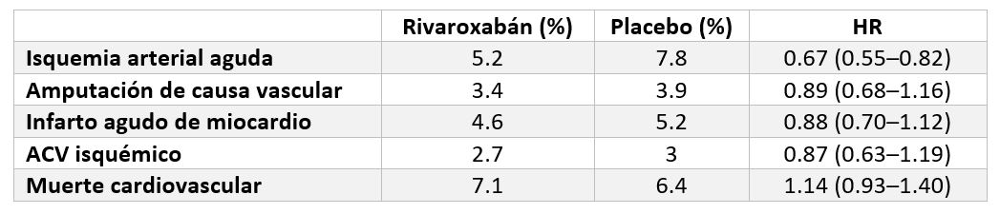 Rivaroxabán (%) Placebo (%) HR
Isquemia arterial aguda 5.2 7.8 0.67 (0.55–0.82)
Amputación de causa vascular 3.4 3.9 0.89 (0.68–1.16)
Infarto agudo de miocardio 4.6 5.2 0.88 (0.70–1.12)
ACV isquémico 2.7 3 0.87 (0.63–1.19)
Muerte cardiovascular 7.1 6.4 1.14 (0.93–1.40)